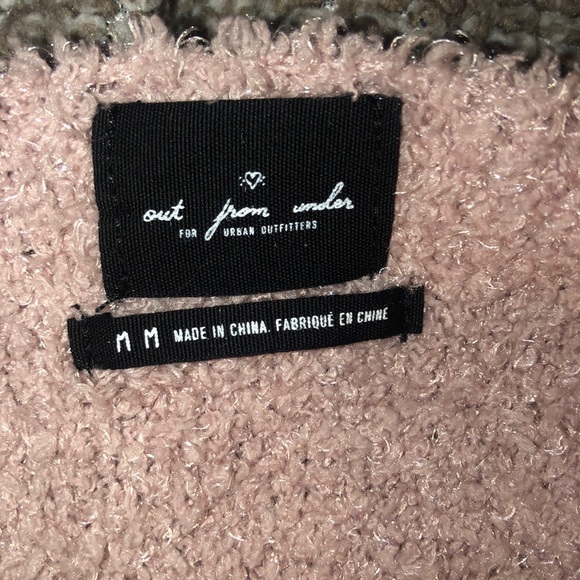 out from under
FOR URBAN OUTFITTERS
M M MADE IN CHINA. FABRIQUÉ EN CHINE